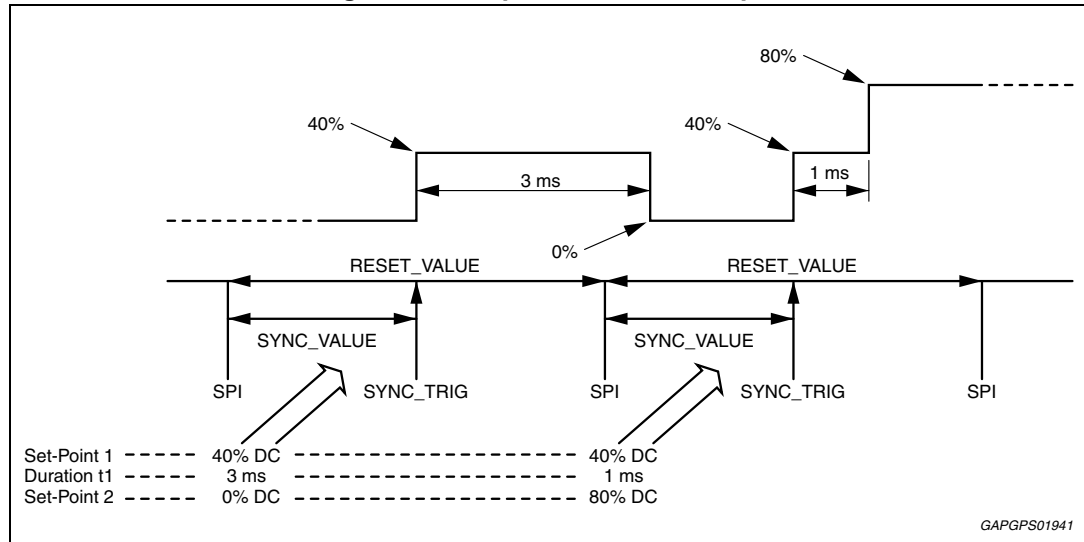 80%
40%
40%
3 ms
1 ms
0%
RESET_VALUE
RESET_VALUE
SYNC_VALUE
SYNC_VALUE
SPI
SYNC_TRIG
SPI
SYNC_TRIG
SPI
Set-Point 1 40% DC 40% DC
Duration t1 3 ms 1 ms
Set-Point 2 0% DC 80% DC
GAPGPS01941